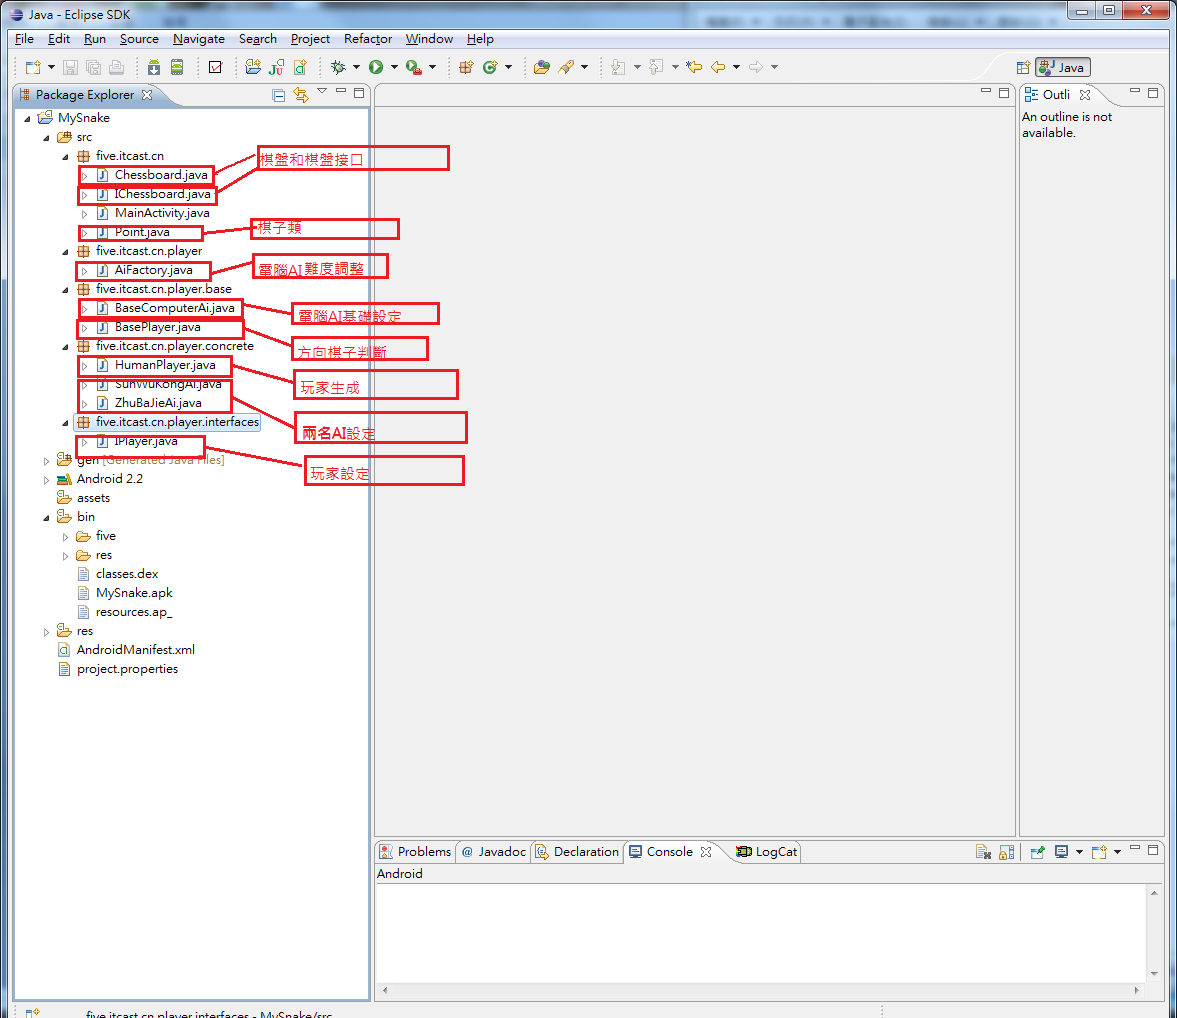 Java - Eclipse SDK
File Edit Run Source Navigate Search Project Refactor Window Help
Java
Package Explorer
Outli
An outline is not
available.
MySnake
src
five.itcast.cn
棋盤和棋盤接口
Chessboard.java
IChessboard.java
MainActivity.java
棋子類
Point.java
five.itcast.cn.player
電腦AI難度調整
AiFactory.java
five.itcast.cn.player.base
BaseComputerAi.java
電腦AI基礎設定
BasePlayer.java
five.itcast.cn.player.concrete
方向棋子判斷
HumanPlayer.java
玩家生成
SunWuKongAi.java
ZhuBaJieAi.java
five.itcast.cn.player.interfaces
兩名AI設定
IPlayer.java
gen [Generated Java Files]
玩家設定
Android 2.2
assets
bin
five
res
classes.dex
MySnake.apk
resources.ap_
res
AndroidManifest.xml
project.properties
Problems @ Javadoc Declaration Console LogCat
Android
five.itcast.cn.player.interfaces - MySnake/src